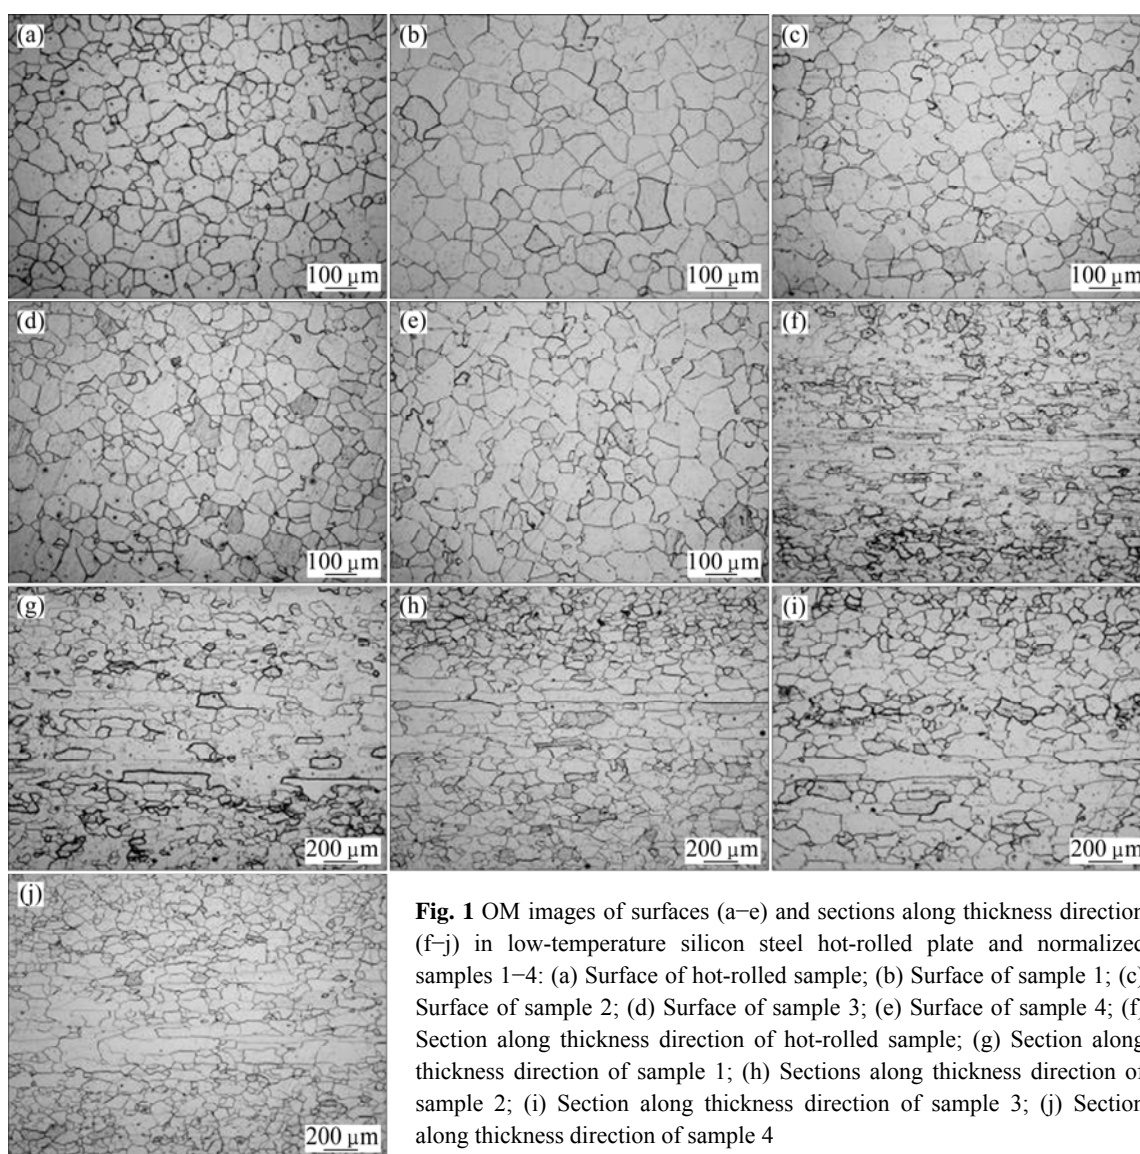 (a) (b) (c)
100 μm 100 μm 100 μm
(d) (e) (f)
100 μm 100 μm 100 μm
(g) (h) (i)
200 μm 200 μm 200 μm
(j)
200 μm
Fig. 1 OM images of surfaces (a−e) and sections along thickness direction
(f−j) in low-temperature silicon steel hot-rolled plate and normalized
samples 1−4: (a) Surface of hot-rolled sample; (b) Surface of sample 1; (c)
Surface of sample 2; (d) Surface of sample 3; (e) Surface of sample 4; (f)
Section along thickness direction of hot-rolled sample; (g) Section along
thickness direction of sample 1; (h) Sections along thickness direction of
sample 2; (i) Section along thickness direction of sample 3; (j) Section
along thickness direction of sample 4